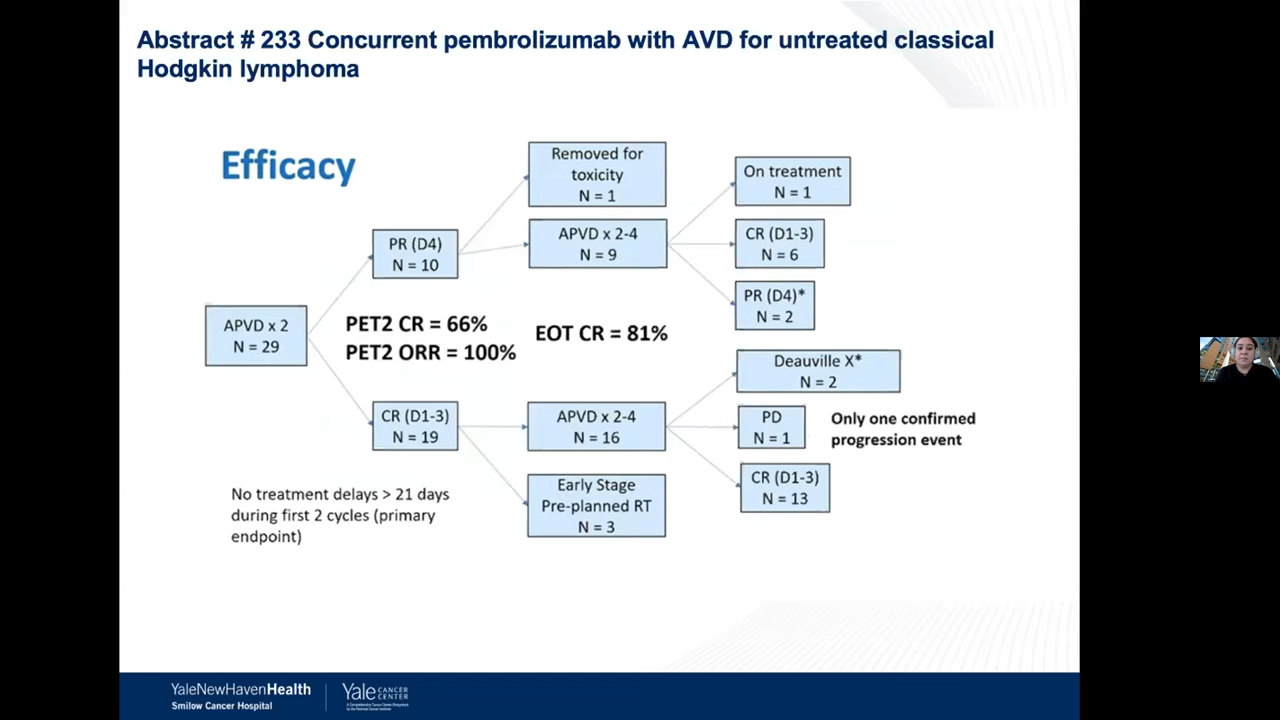 Abstract # 233 Concurrent pembrolizumab with AVD for untreated classical
Hodgkin lymphoma
Efficacy
APVD x 2
N = 29
PR (D4)
N = 10
PET2 CR = 66%
PET2 ORR = 100%
CR (D1-3)
N = 19
Removed for
toxicity
N = 1
APVD x 2-4
N = 9
EOT CR = 81%
APVD x 2-4
N = 16
Early Stage
Pre-planned RT
N = 3
On treatment
N = 1
CR (D1-3)
N = 6
PR (D4)*
N = 2
Deauville X*
N = 2
PD
N = 1
Only one confirmed
progression event
CR (D1-3)
N = 13
No treatment delays > 21 days
during first 2 cycles (primary
endpoint)
YaleNewHavenHealth
Smilow Cancer Hospital
Yale CANCER
CENTER